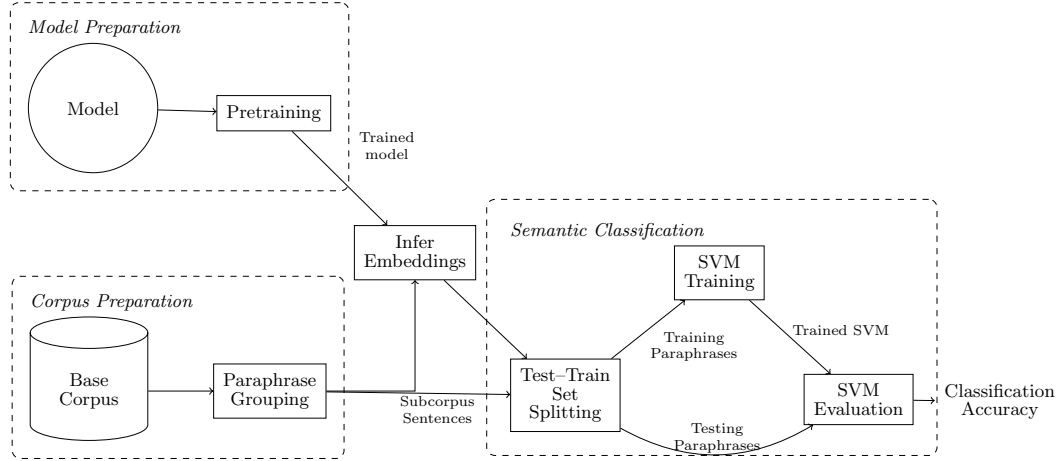 Model Preparation
Model
Pretraining
Trained
model
Infer
Embeddings
Corpus Preparation
Base
Corpus
Paraphrase
Grouping
Subcorpus
Sentences
Semantic Classification
Test–Train
Set
Splitting
Training
Paraphrases
SVM
Training
Trained SVM
Testing
Paraphrases
SVM
Evaluation
Classification
Accuracy